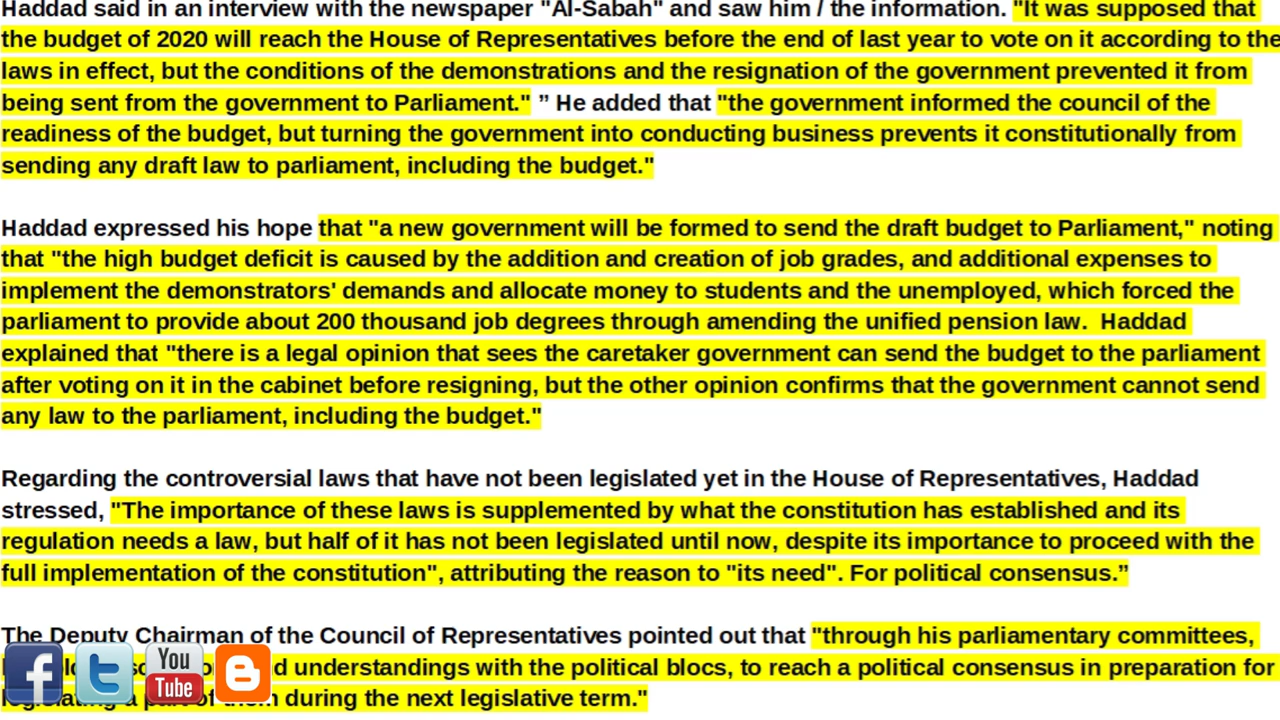 Haddad said in an interview with the newspaper "Al-Sabah" and saw him / the information. "It was supposed that
the budget of 2020 will reach the House of Representatives before the end of last year to vote on it according to the
laws in effect, but the conditions of the demonstrations and the resignation of the government prevented it from
being sent from the government to Parliament." ” He added that "the government informed the council of the
readiness of the budget, but turning the government into conducting business prevents it constitutionally from
sending any draft law to parliament, including the budget."
Haddad expressed his hope that "a new government will be formed to send the draft budget to Parliament," noting
that "the high budget deficit is caused by the addition and creation of job grades, and additional expenses to
implement the demonstrators' demands and allocate money to students and the unemployed, which forced the
parliament to provide about 200 thousand job degrees through amending the unified pension law.  Haddad
explained that "there is a legal opinion that sees the caretaker government can send the budget to the parliament
after voting on it in the cabinet before resigning, but the other opinion confirms that the government cannot send
any law to the parliament, including the budget."
Regarding the controversial laws that have not been legislated yet in the House of Representatives, Haddad
stressed, "The importance of these laws is supplemented by what the constitution has established and its
regulation needs a law, but half of it has not been legislated until now, despite its importance to proceed with the
full implementation of the constitution", attributing the reason to "its need". For political consensus.”
The Deputy Chairman of the Council of Representatives pointed out that "through his parliamentary committees,
understandings with the political blocs, to reach a political consensus in preparation for
during the next legislative term."
You
Tube